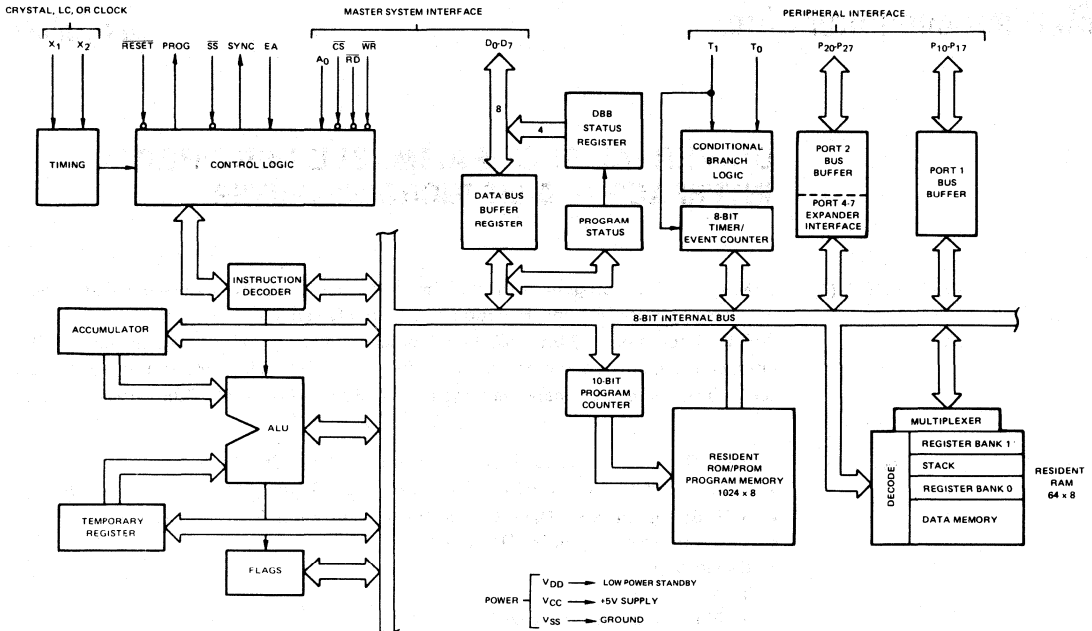 CRYSTAL, LC, OR CLOCK
X1 X2
RESET PROG SS SYNC EA
MASTER SYSTEM INTERFACE
A0 CS RD WR
D0-D7
PERIPHERAL INTERFACE
T1 T0
P20-P27
P10-P17
TIMING
CONTROL LOGIC
8
4
DBB
STATUS
REGISTER
DATA BUS
BUFFER
REGISTER
PROGRAM
STATUS
CONDITIONAL
BRANCH
LOGIC
8-BIT
TIMER/
EVENT COUNTER
PORT 2
BUS
BUFFER
PORT 4-7
EXPANDER
INTERFACE
PORT 1
BUS
BUFFER
INSTRUCTION
DECODER
8-BIT INTERNAL BUS
ACCUMULATOR
ALU
TEMPORARY
REGISTER
FLAGS
10-BIT
PROGRAM
COUNTER
RESIDENT
ROM/PROM
PROGRAM MEMORY
1024 x 8
MULTIPLEXER
DECODE
REGISTER BANK 1
STACK
REGISTER BANK 0
DATA MEMORY
RESIDENT
RAM
64 x 8
POWER
VDD LOW POWER STANDBY
VCC +5V SUPPLY
VSS GROUND